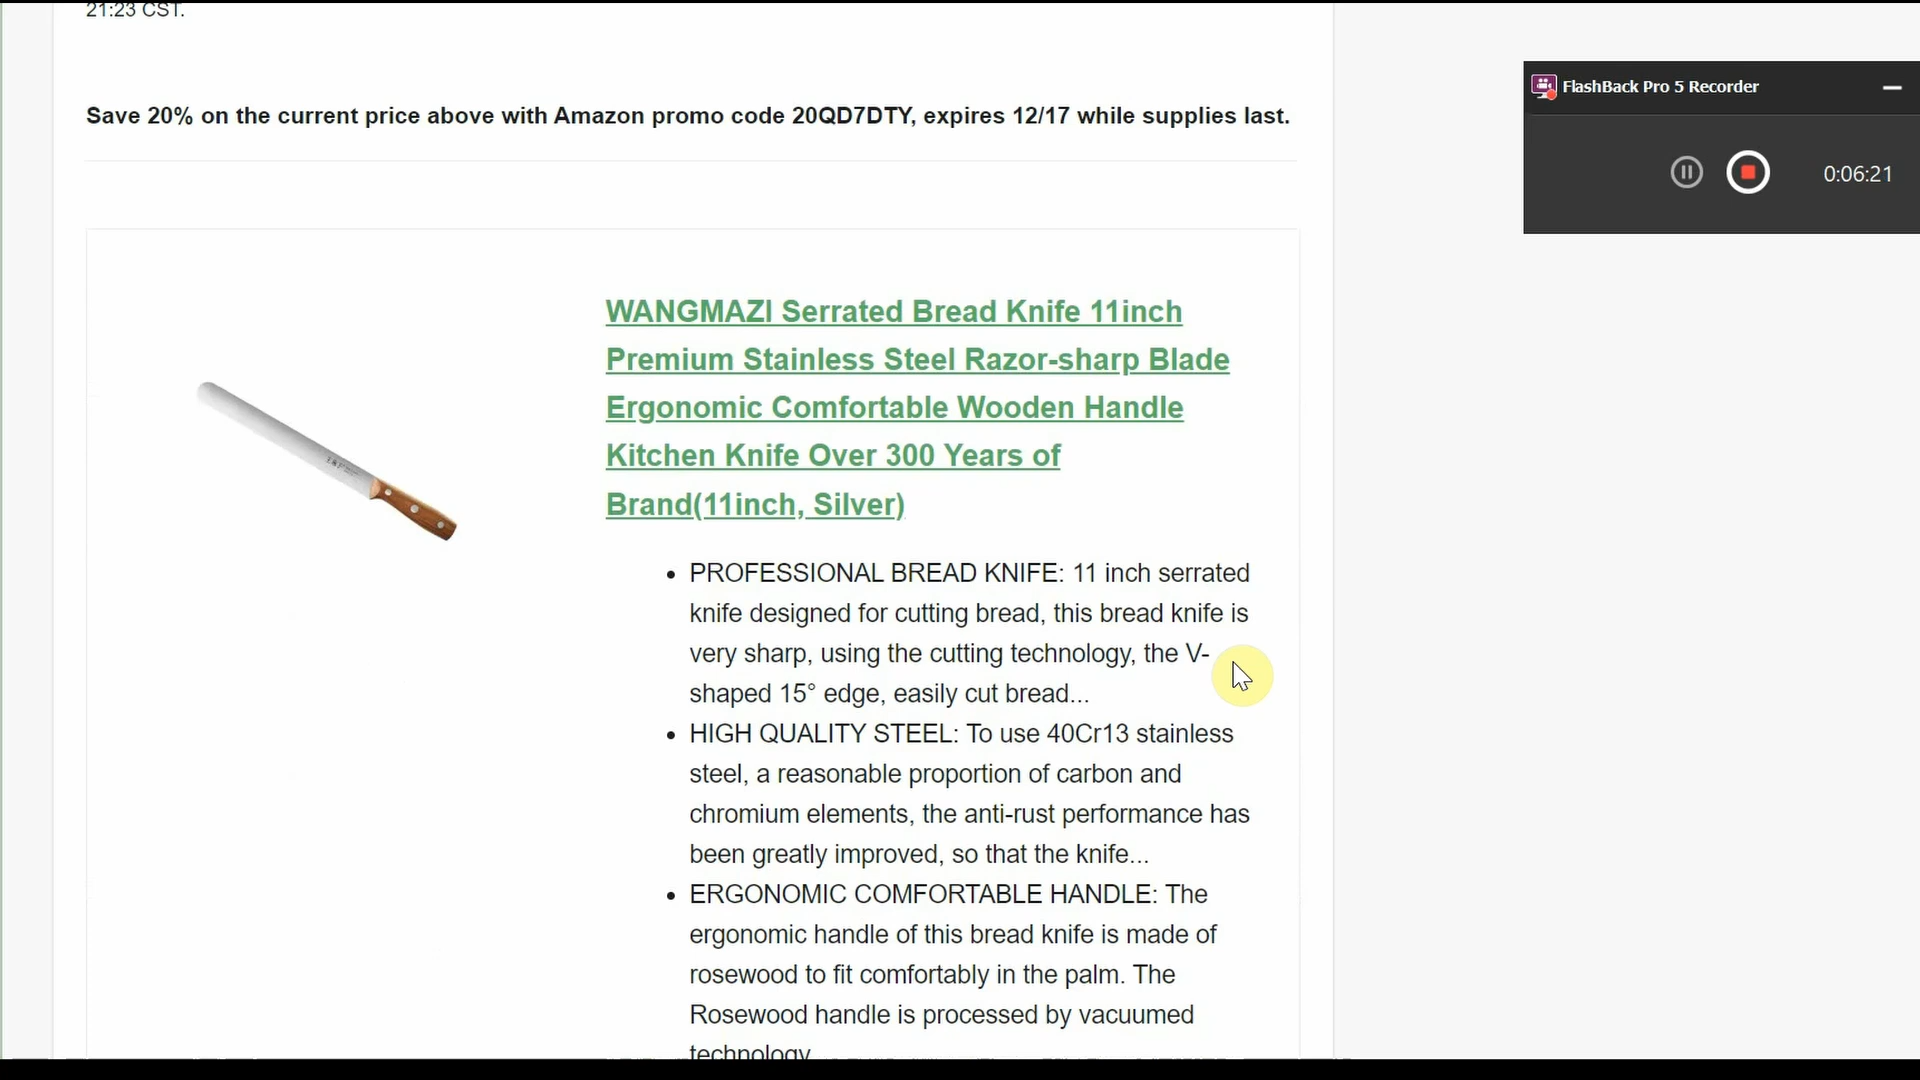 21:23 CST.
Save 20% on the current price above with Amazon promo code 20QD7DTY, expires 12/17 while supplies last.
FlashBack Pro 5 Recorder
0:06:21
WANGMAZI Serrated Bread Knife 11inch
Premium Stainless Steel Razor-sharp Blade
Ergonomic Comfortable Wooden Handle
Kitchen Knife Over 300 Years of
Brand(11inch, Silver)
• PROFESSIONAL BREAD KNIFE: 11 inch serrated
knife designed for cutting bread, this bread knife is
very sharp, using the cutting technology, the V-
shaped 15° edge, easily cut bread...
• HIGH QUALITY STEEL: To use 40Cr13 stainless
steel, a reasonable proportion of carbon and
chromium elements, the anti-rust performance has
been greatly improved, so that the knife...
• ERGONOMIC COMFORTABLE HANDLE: The
ergonomic handle of this bread knife is made of
rosewood to fit comfortably in the palm. The
Rosewood handle is processed by vacuumed
technology